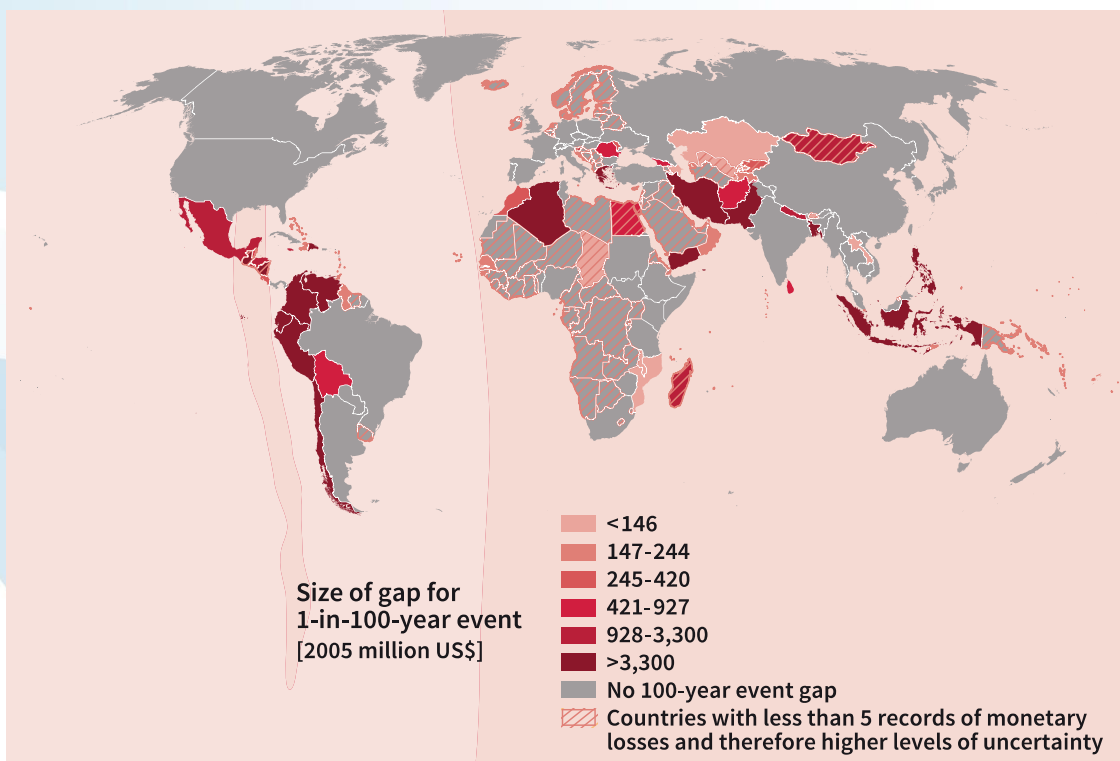 Size of gap for
1-in-100-year event
[2005 million US$]
<146
147-244
245-420
421-927
928-3,300
>3,300
No 100-year event gap
Countries with less than 5 records of monetary
losses and therefore higher levels of uncertainty